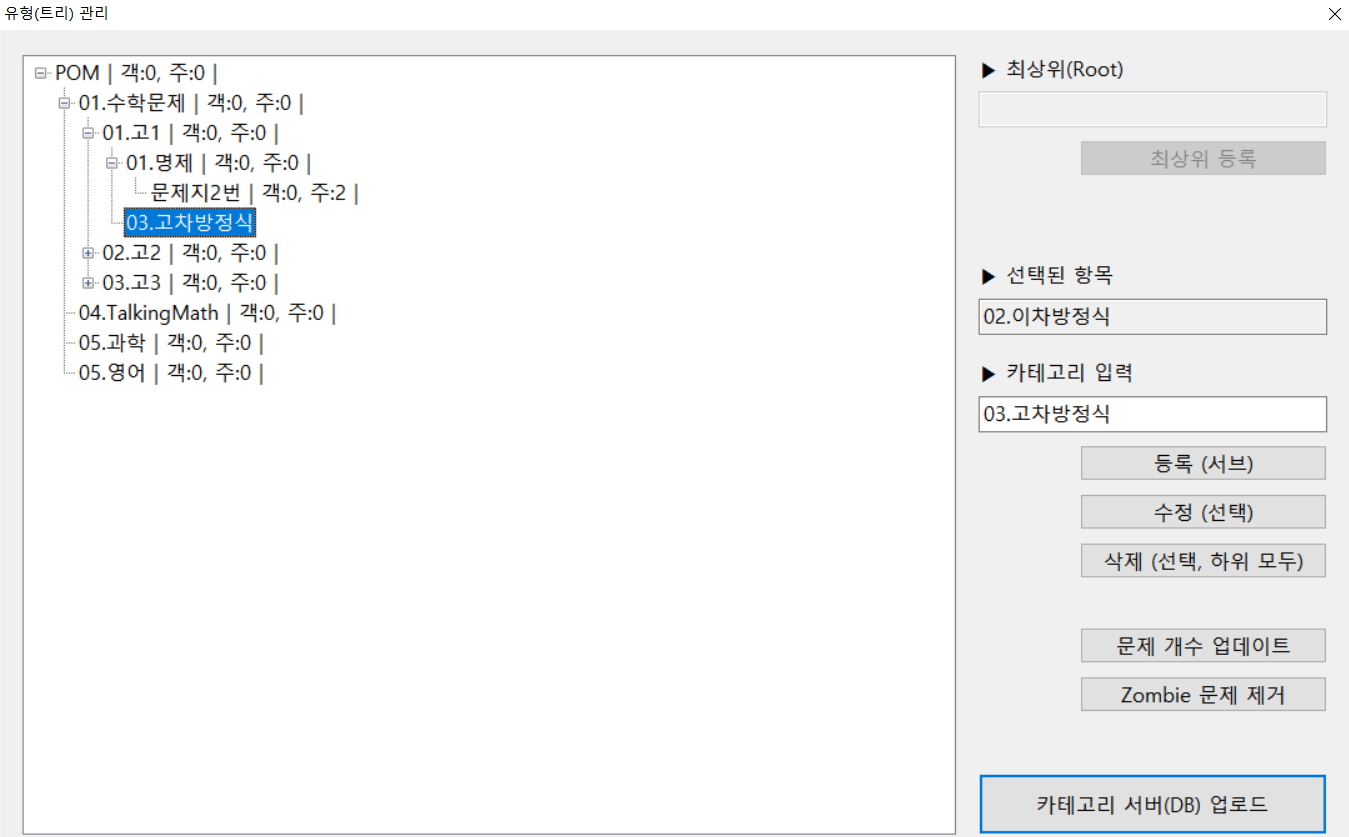 유형(트리) 관리
POM | 객:0, 주:0 |
01.수학문제 | 객:0, 주:0 |
01.고1 | 객:0, 주:0 |
01.명제 | 객:0, 주:0 |
문제지2번 | 객:0, 주:2 |
03.고차방정식
02.고2 | 객:0, 주:0 |
03.고3 | 객:0, 주:0 |
04.TalkingMath | 객:0, 주:0 |
05.과학 | 객:0, 주:0 |
05.영어 | 객:0, 주:0 |
▶ 최상위(Root)
최상위 등록
▶ 선택된 항목
02.이차방정식
▶ 카테고리 입력
03.고차방정식
등록 (서브)
수정 (선택)
삭제 (선택, 하위 모두)
문제 개수 업데이트
Zombie 문제 제거
카테고리 서버(DB) 업로드